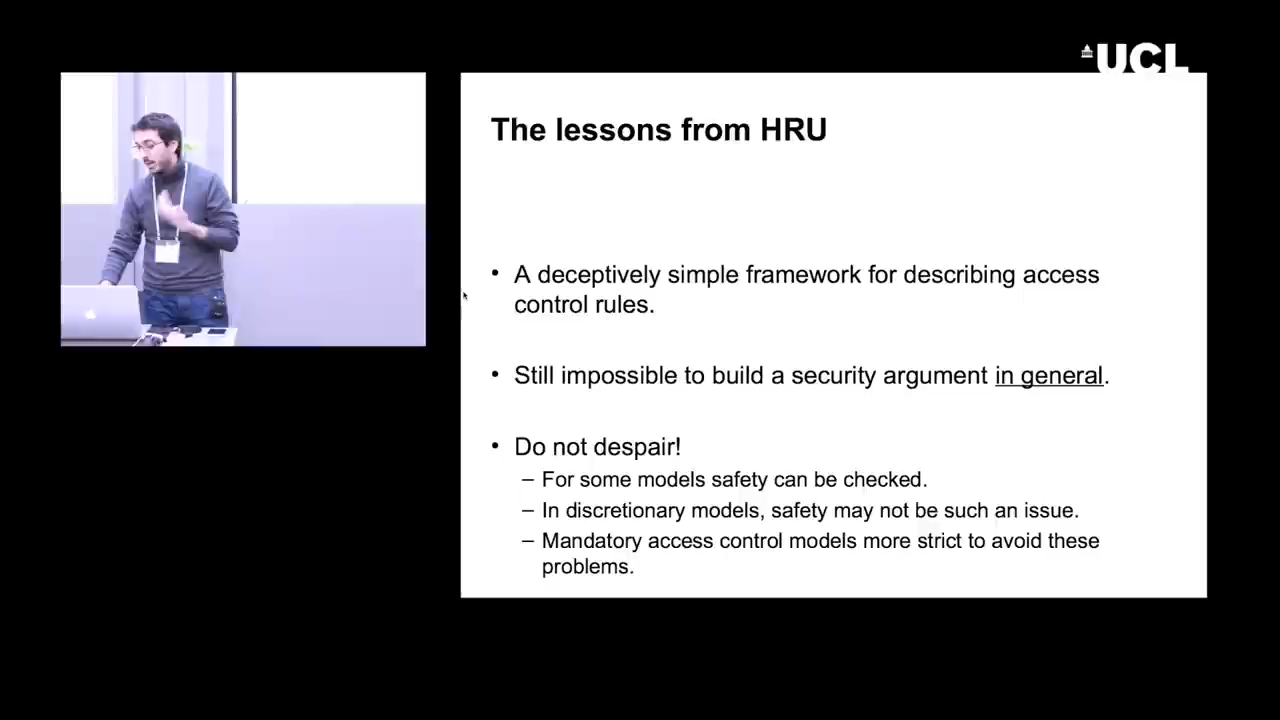 UCL
The lessons from HRU
• A deceptively simple framework for describing access
control rules.
• Still impossible to build a security argument in general.
• Do not despair!
– For some models safety can be checked.
– In discretionary models, safety may not be such an issue.
– Mandatory access control models more strict to avoid these
problems.